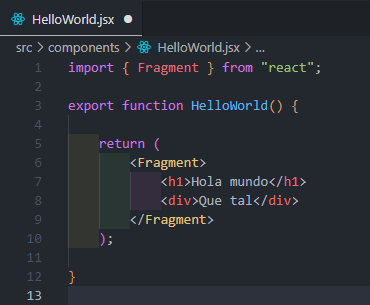 HelloWorld.jsx
src > components > HelloWorld.jsx > ...
1 import { Fragment } from "react";
2
3 export function HelloWorld() {
4
5     return (
6         <Fragment>
7             <h1>Hola mundo</h1>
8             <div>Que tal</div>
9         </Fragment>
10     );
11
12 }
13